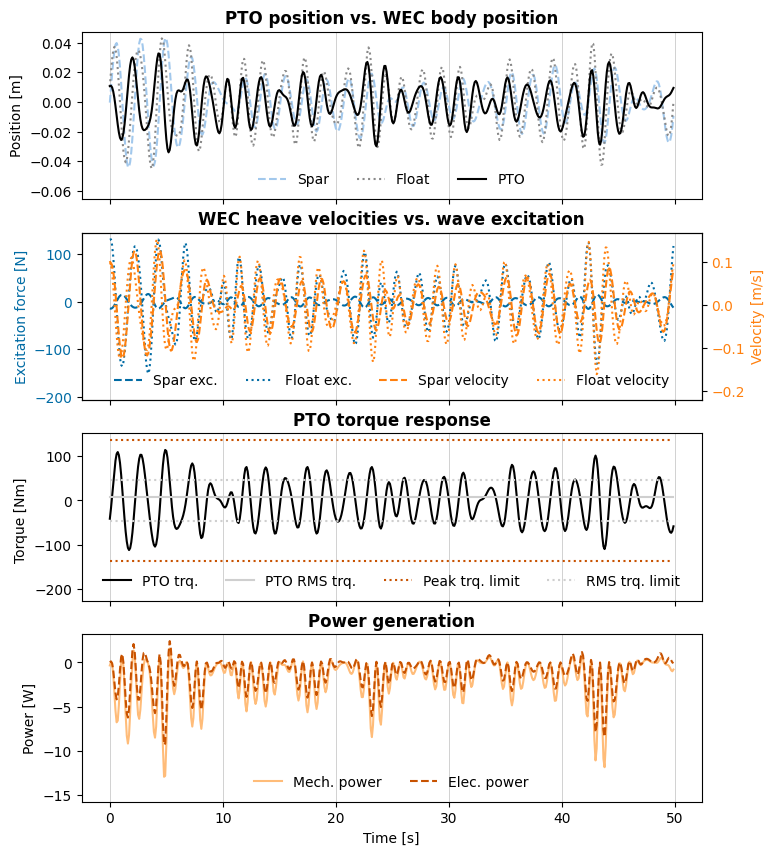 PTO position vs. WEC body position
0.04
0.02
0.00
−0.02
−0.04
−0.06
Position [m]
Spar Float PTO
WEC heave velocities vs. wave excitation
100
0
−100
−200
Excitation force [N]
0.1
0.0
−0.1
−0.2
Velocity [m/s]
Spar exc. Float exc. Spar velocity Float velocity
PTO torque response
100
0
−100
−200
Torque [Nm]
PTO trq. PTO RMS trq. Peak trq. limit RMS trq. limit
Power generation
0
−5
−10
−15
Power [W]
Mech. power Elec. power
0 10 20 30 40 50
Time [s]